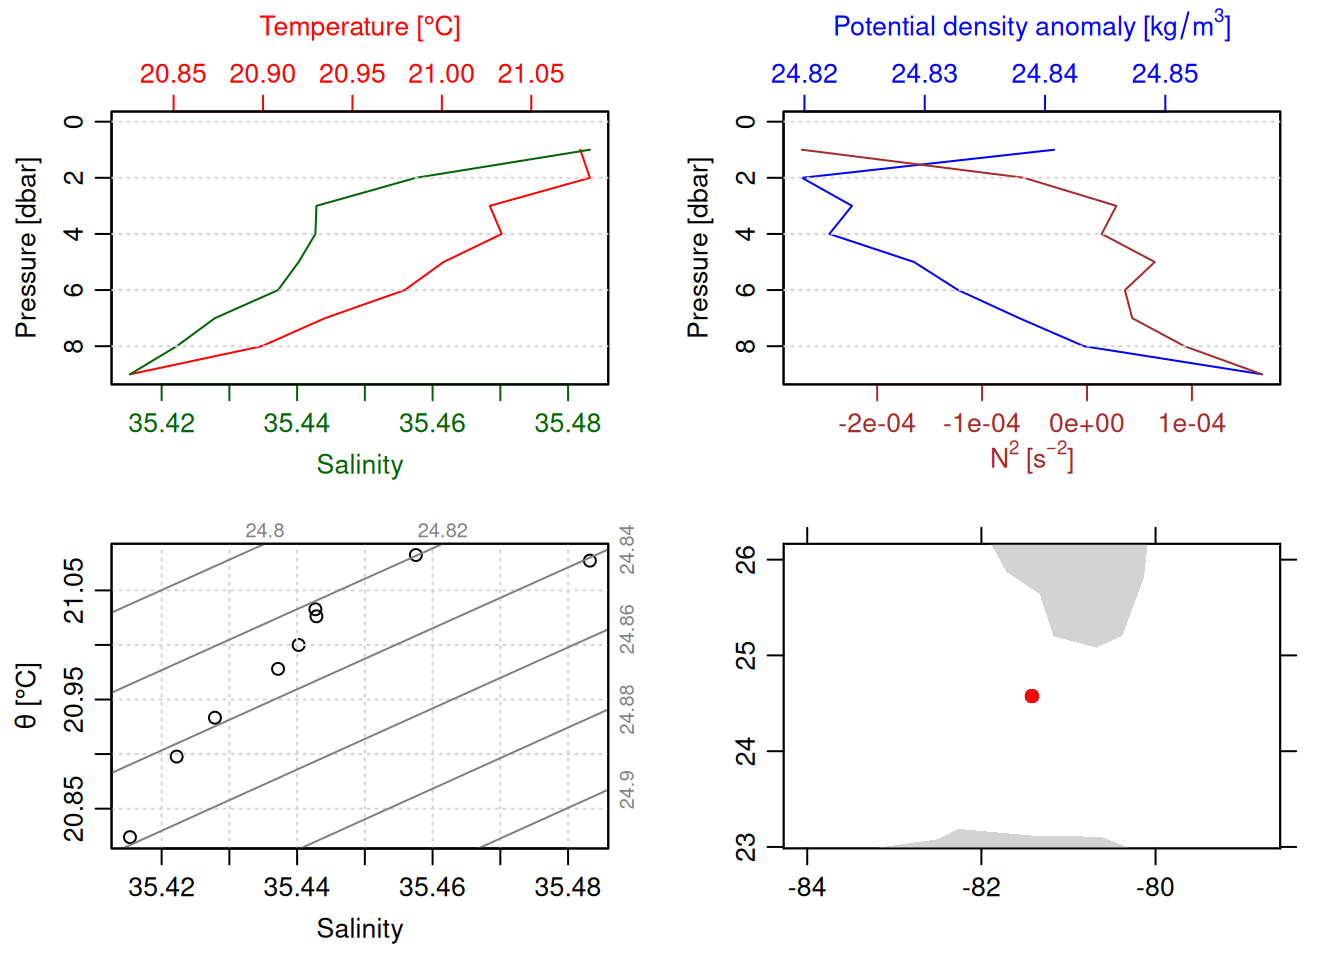 Temperature [°C]
20.85 20.90 20.95 21.00 21.05
Pressure [dbar]
0
2
4
6
8
35.42 35.44 35.46 35.48
Salinity
Potential density anomaly [kg/m³]
24.82 24.83 24.84 24.85
Pressure [dbar]
0
2
4
6
8
-2e-04 -1e-04 0e+00 1e-04
N² [s⁻²]
24.8 24.82
24.84
24.86
24.88
24.9
θ [°C]
21.05
20.95
20.85
35.42 35.44 35.46 35.48
Salinity
26
25
24
23
-84 -82 -80